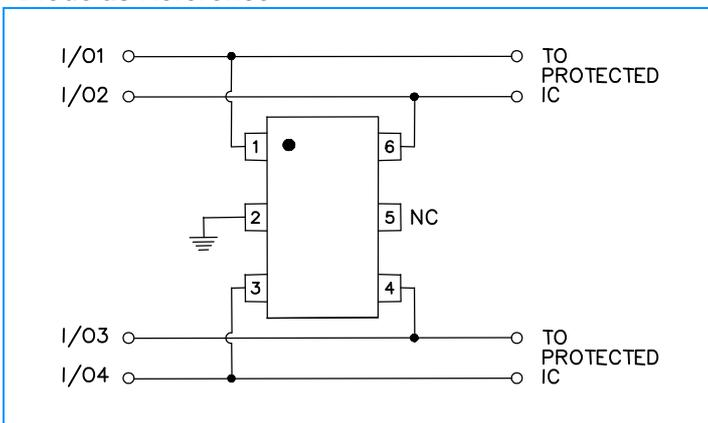 I/O1
TO
PROTECTED
I/O2
IC
1
6
2
5 NC
3
4
I/O3
TO
PROTECTED
I/O4
IC